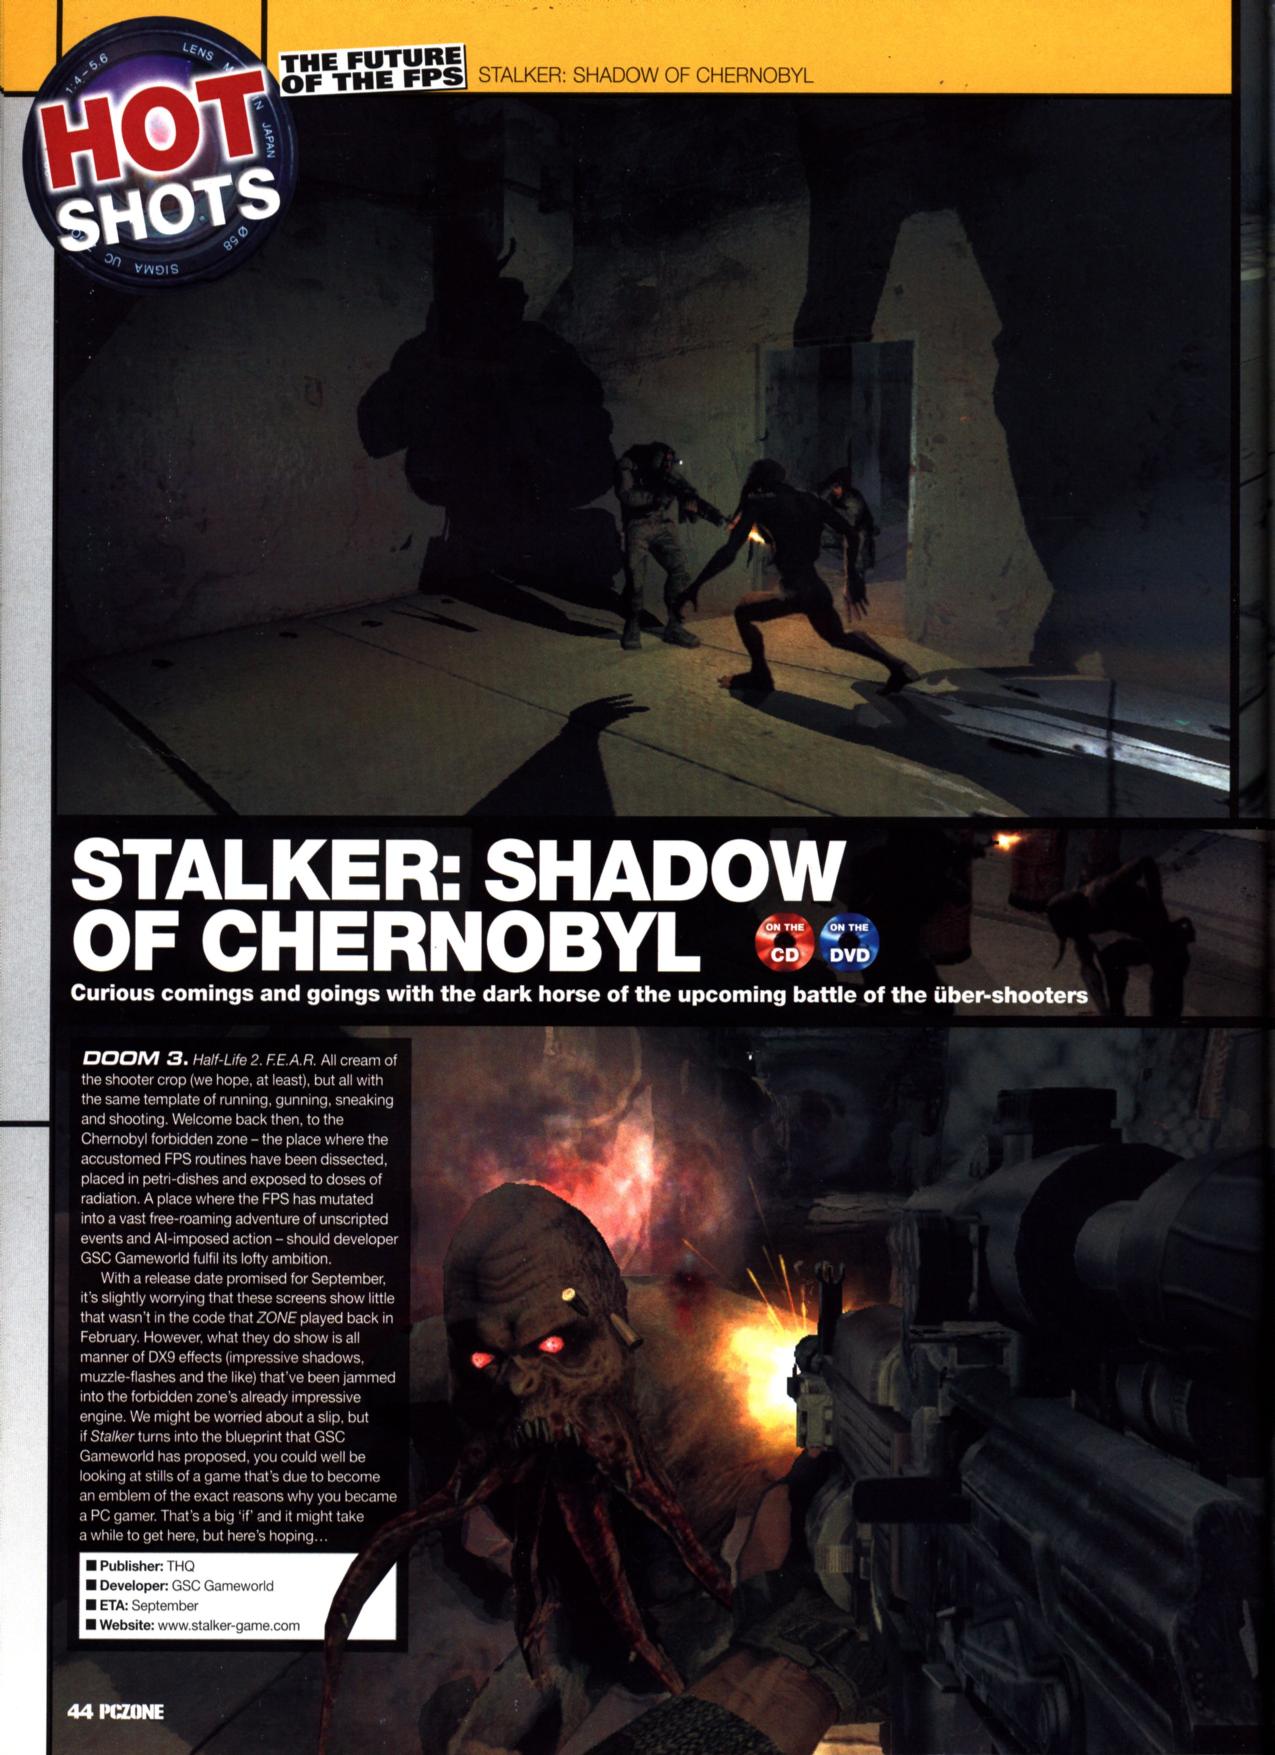 THE FUTURE
OF THE FPS
STALKER: SHADOW OF CHERNOBYL
1:4-5.6
LENS
JAPAN
Ø58
SIGMA UC
HOT
SHOTS
STALKER: SHADOW
OF CHERNOBYL
ON THE
CD
ON THE
DVD
Curious comings and goings with the dark horse of the upcoming battle of the über-shooters
DOOM 3. Half-Life 2. F.E.A.R. All cream of
the shooter crop (we hope, at least), but all with
the same template of running, gunning, sneaking
and shooting. Welcome back then, to the
Chernobyl forbidden zone – the place where the
accustomed FPS routines have been dissected,
placed in petri-dishes and exposed to doses of
radiation. A place where the FPS has mutated
into a vast free-roaming adventure of unscripted
events and AI-imposed action – should developer
GSC Gameworld fulfil its lofty ambition.
With a release date promised for September,
it's slightly worrying that these screens show little
that wasn't in the code that ZONE played back in
February. However, what they do show is all
manner of DX9 effects (impressive shadows,
muzzle-flashes and the like) that've been jammed
into the forbidden zone's already impressive
engine. We might be worried about a slip, but
if Stalker turns into the blueprint that GSC
Gameworld has proposed, you could well be
looking at stills of a game that's due to become
an emblem of the exact reasons why you became
a PC gamer. That's a big 'if' and it might take
a while to get here, but here's hoping...
■ Publisher: THQ
■ Developer: GSC Gameworld
■ ETA: September
■ Website: www.stalker-game.com
44 PCZONE